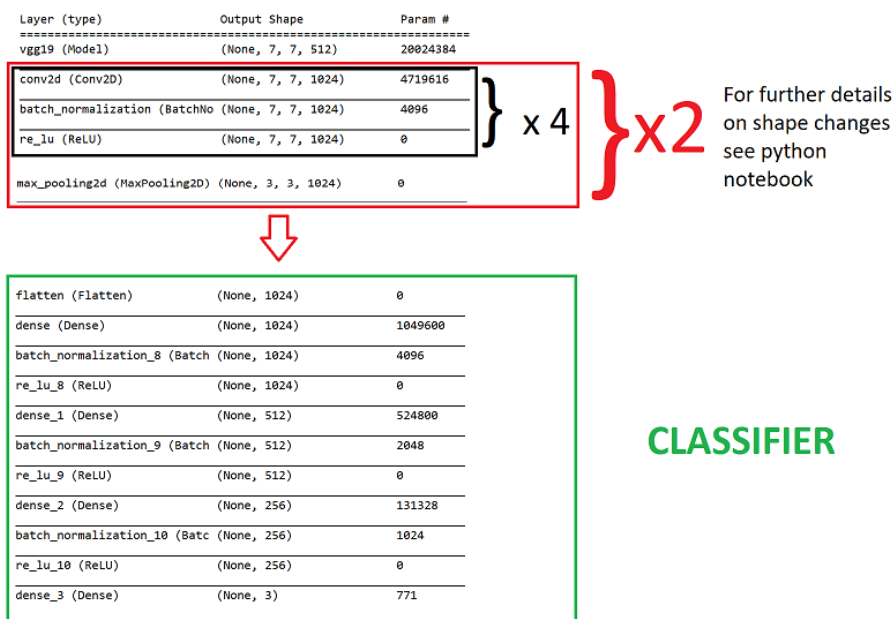 Layer (type) Output Shape Param #
=================================================================
vgg19 (Model) (None, 7, 7, 512) 20024384
conv2d (Conv2D) (None, 7, 7, 1024) 4719616
batch_normalization (BatchNo (None, 7, 7, 1024) 4096
re_lu (ReLU) (None, 7, 7, 1024) 0
max_pooling2d (MaxPooling2D) (None, 3, 3, 1024) 0
} x 4
} x2
For further details
on shape changes
see python
notebook
flatten (Flatten) (None, 1024) 0
dense (Dense) (None, 1024) 1049600
batch_normalization_8 (Batch (None, 1024) 4096
re_lu_8 (ReLU) (None, 1024) 0
dense_1 (Dense) (None, 512) 524800
batch_normalization_9 (Batch (None, 512) 2048
re_lu_9 (ReLU) (None, 512) 0
dense_2 (Dense) (None, 256) 131328
batch_normalization_10 (Batc (None, 256) 1024
re_lu_10 (ReLU) (None, 256) 0
dense_3 (Dense) (None, 3) 771
CLASSIFIER